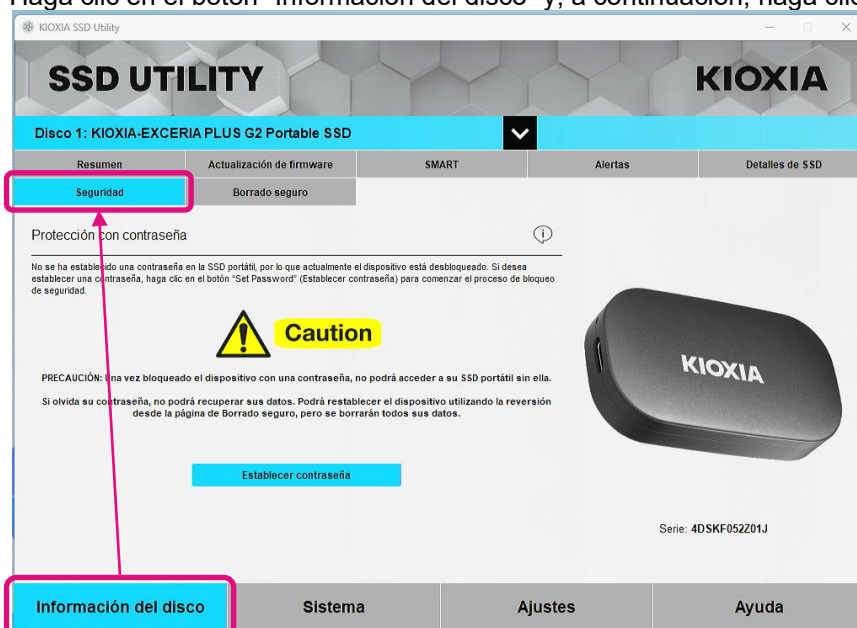 Haga clic en el botón "Información del disco" y, a continuación, haga clic
KIOXIA SSD Utility
SSD UTILITY
KIOXIA
Disco 1: KIOXIA-EXCERIA PLUS G2 Portable SSD
Resumen
Actualización de firmware
SMART
Alertas
Detalles de SSD
Seguridad
Borrado seguro
Protección con contraseña
No se ha establecido una contraseña en la SSD portátil, por lo que actualmente el dispositivo está desbloqueado. Si desea
establecer una contraseña, haga clic en el botón "Set Password" (Establecer contraseña) para comenzar el proceso de bloqueo
de seguridad.
Caution
PRECAUCIÓN: Una vez bloqueado el dispositivo con una contraseña, no podrá acceder a su SSD portátil sin ella.
Si olvida su contraseña, no podrá recuperar sus datos. Podrá restablecer el dispositivo utilizando la reversión
desde la página de Borrado seguro, pero se borrarán todos sus datos.
Establecer contraseña
KIOXIA
Serie: 4DSKF052Z01J
Información del disco
Sistema
Ajustes
Ayuda